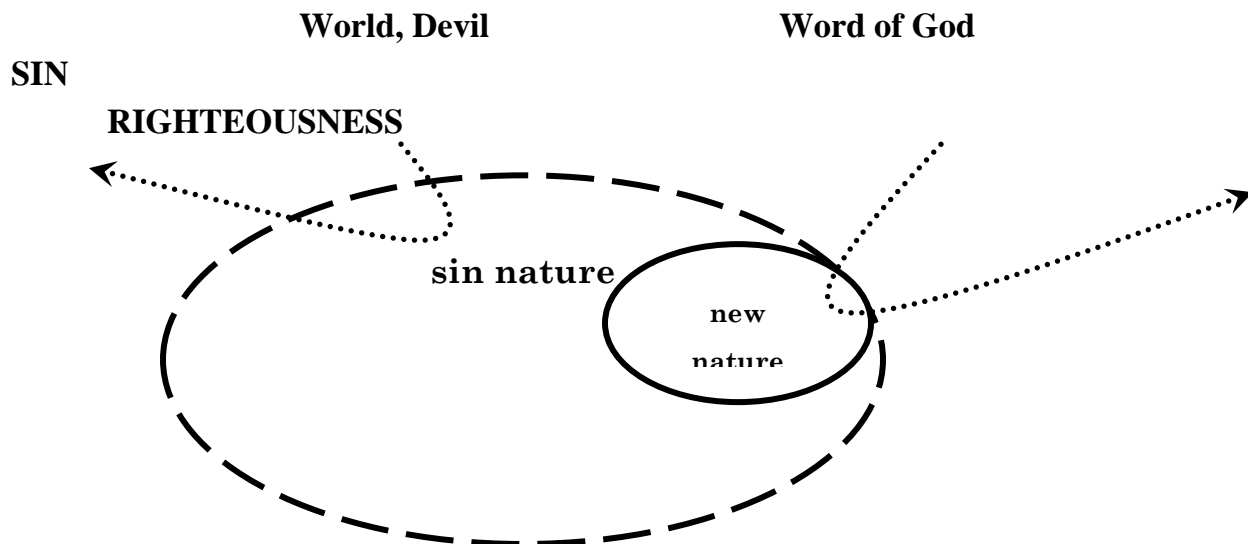 World, Devil Word of God
SIN
RIGHTEOUSNESS
sin nature
new
nature